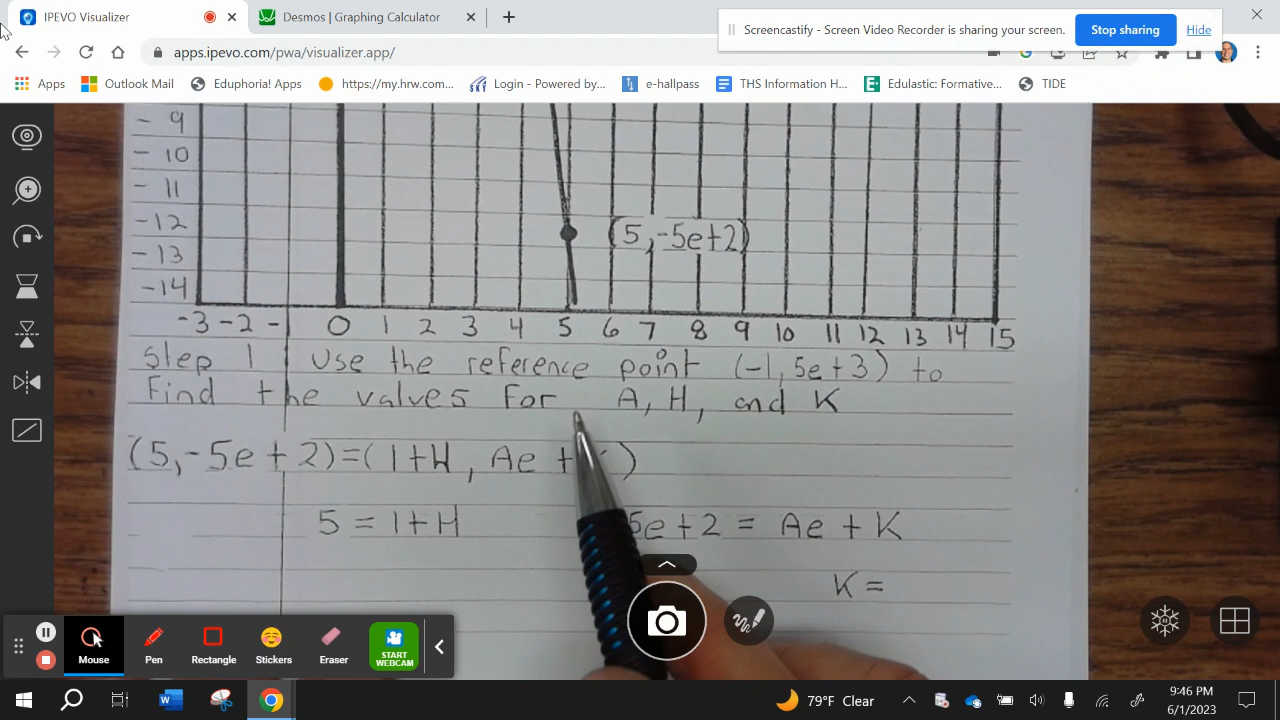 IPEVO Visualizer
Desmos | Graphing Calculator
Screencastify - Screen Video Recorder is sharing your screen. Stop sharing Hide
apps.ipevo.com/pwa/visualizer.app/
Apps Outlook Mail Eduphoria! App https://my.hrw.com... Login - Powered by... e-hallpass THS Information H... Edulastic: Formative... TIDE
- 9
- 10
- 11
- 12
(5,-5e+2)
- 13
- 14
-3 -2 - 0 1 2 3 4 5 6 7 8 9 10 11 12 13 14 15
Step 1 Use the reference point (-1, 5e+3) to
Find the values for A, H, and K
(5,-5e+2)=(1+H, Ae + )
5 = 1+H 5e+2 = Ae + K
K =
Mouse Pen Rectangle Stickers Eraser START WEBCAM
79°F Clear
9:46 PM
6/1/2023